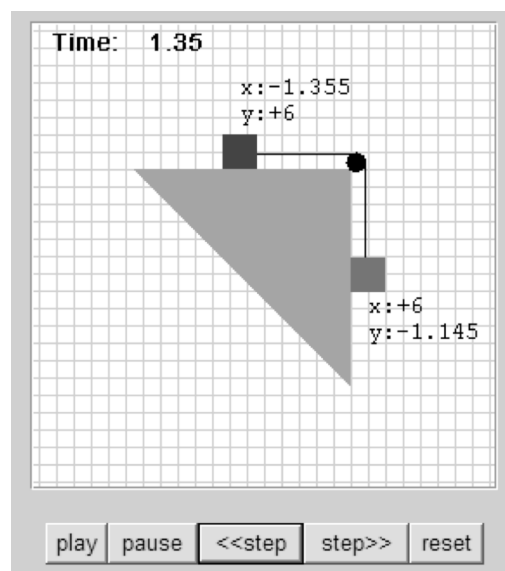 Time: 1.35
x:-1.355
y:+6
x:+6
y:-1.145
play pause <<step step>> reset